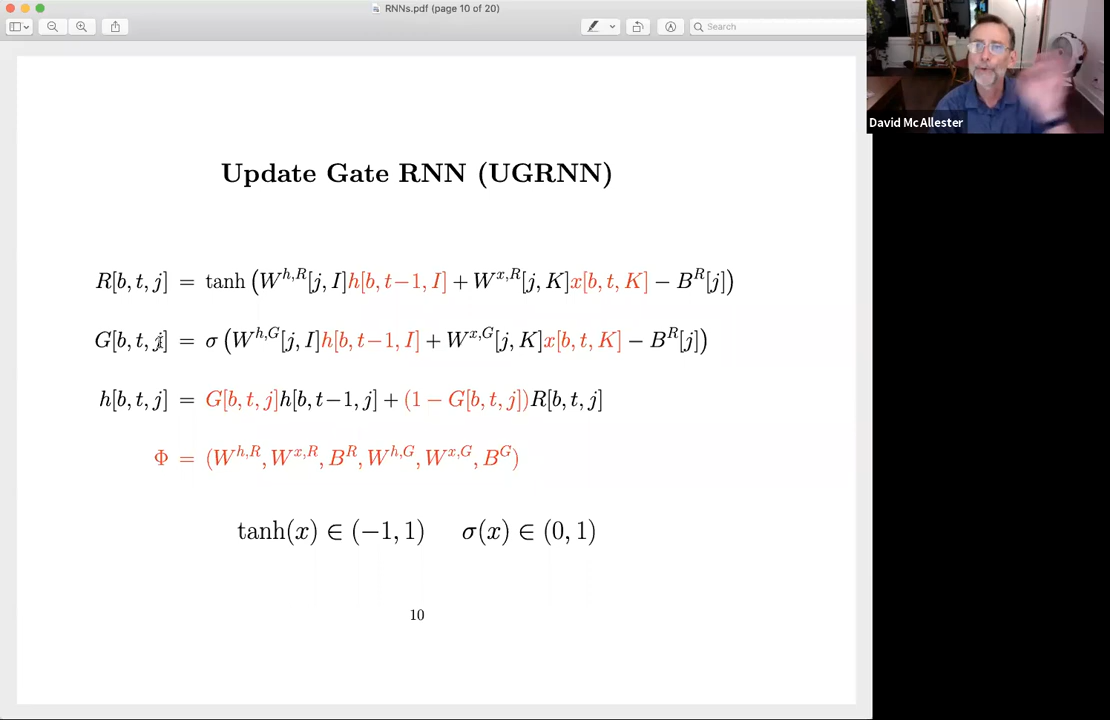 RNNs.pdf (page 10 of 20)
Search
David McAllester
Update Gate RNN (UGRNN)
R[b, t, j] = tanh (W^{h,R}[j, I]h[b, t−1, I] + W^{x,R}[j, K]x[b, t, K] − B^R[j])
G[b, t, j] = σ (W^{h,G}[j, I]h[b, t−1, I] + W^{x,G}[j, K]x[b, t, K] − B^R[j])
h[b, t, j] = G[b, t, j]h[b, t−1, j] + (1 − G[b, t, j])R[b, t, j]
Φ = (W^{h,R}, W^{x,R}, B^R, W^{h,G}, W^{x,G}, B^G)
tanh(x) ∈ (−1, 1) σ(x) ∈ (0, 1)
10